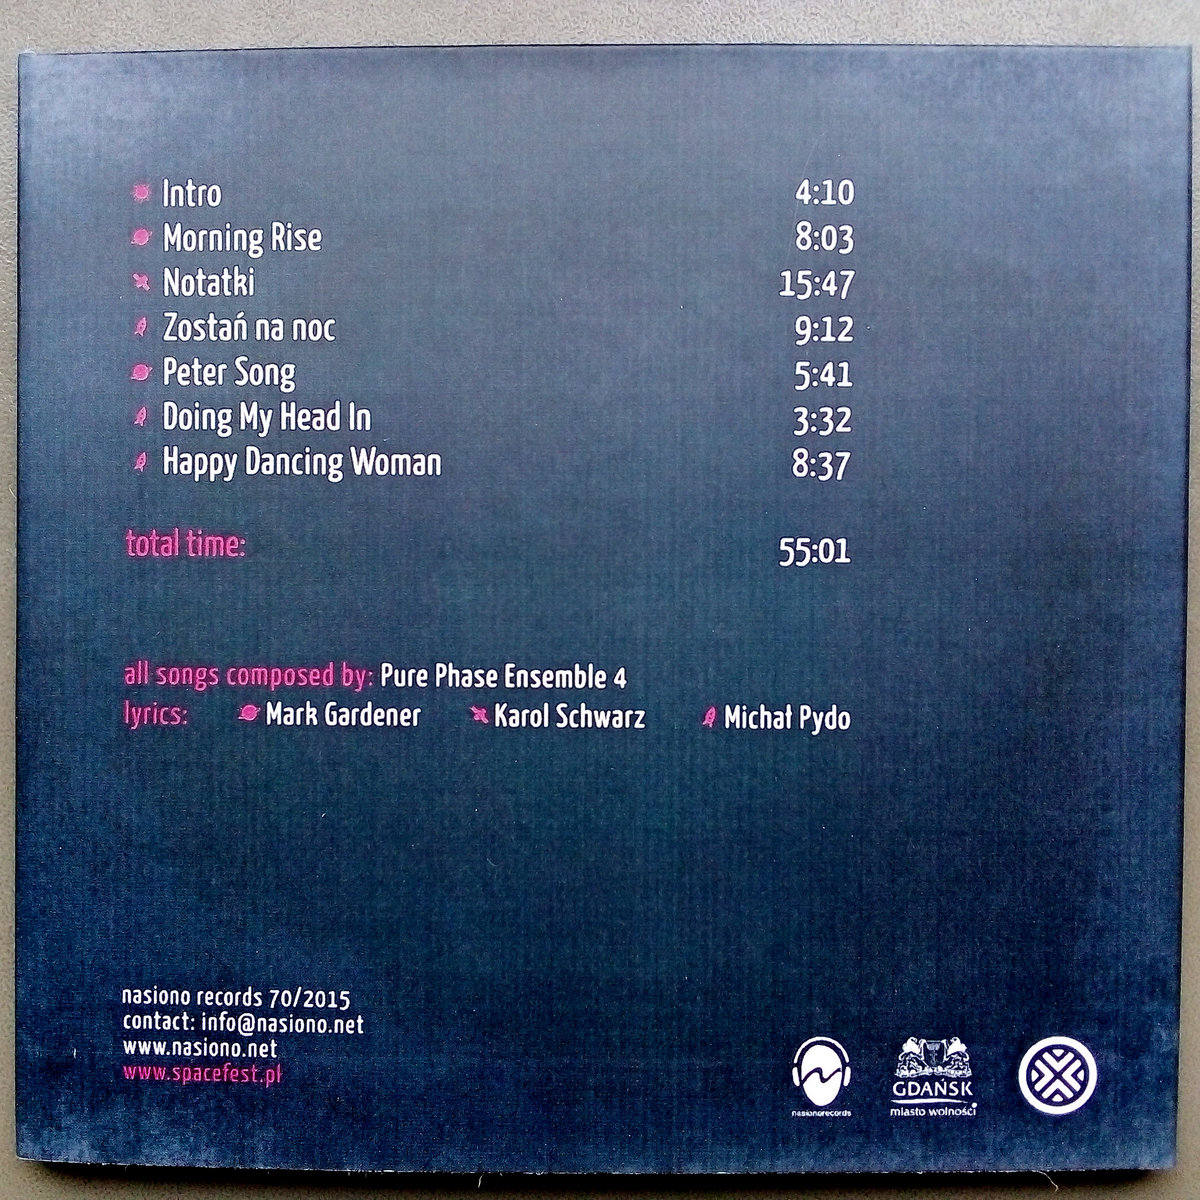 Intro 4:10
Morning Rise 8:03
Notatki 15:47
Zostań na noc 9:12
Peter Song 5:41
Doing My Head In 3:32
Happy Dancing Woman 8:37
total time: 55:01
all songs composed by: Pure Phase Ensemble 4
lyrics: Mark Gardener Karol Schwarz Michał Pydo
nasiono records 70/2015
contact: info@nasiono.net
www.nasiono.net
www.spacefest.pl
nasionorecords
GDAŃSK
miasto wolności